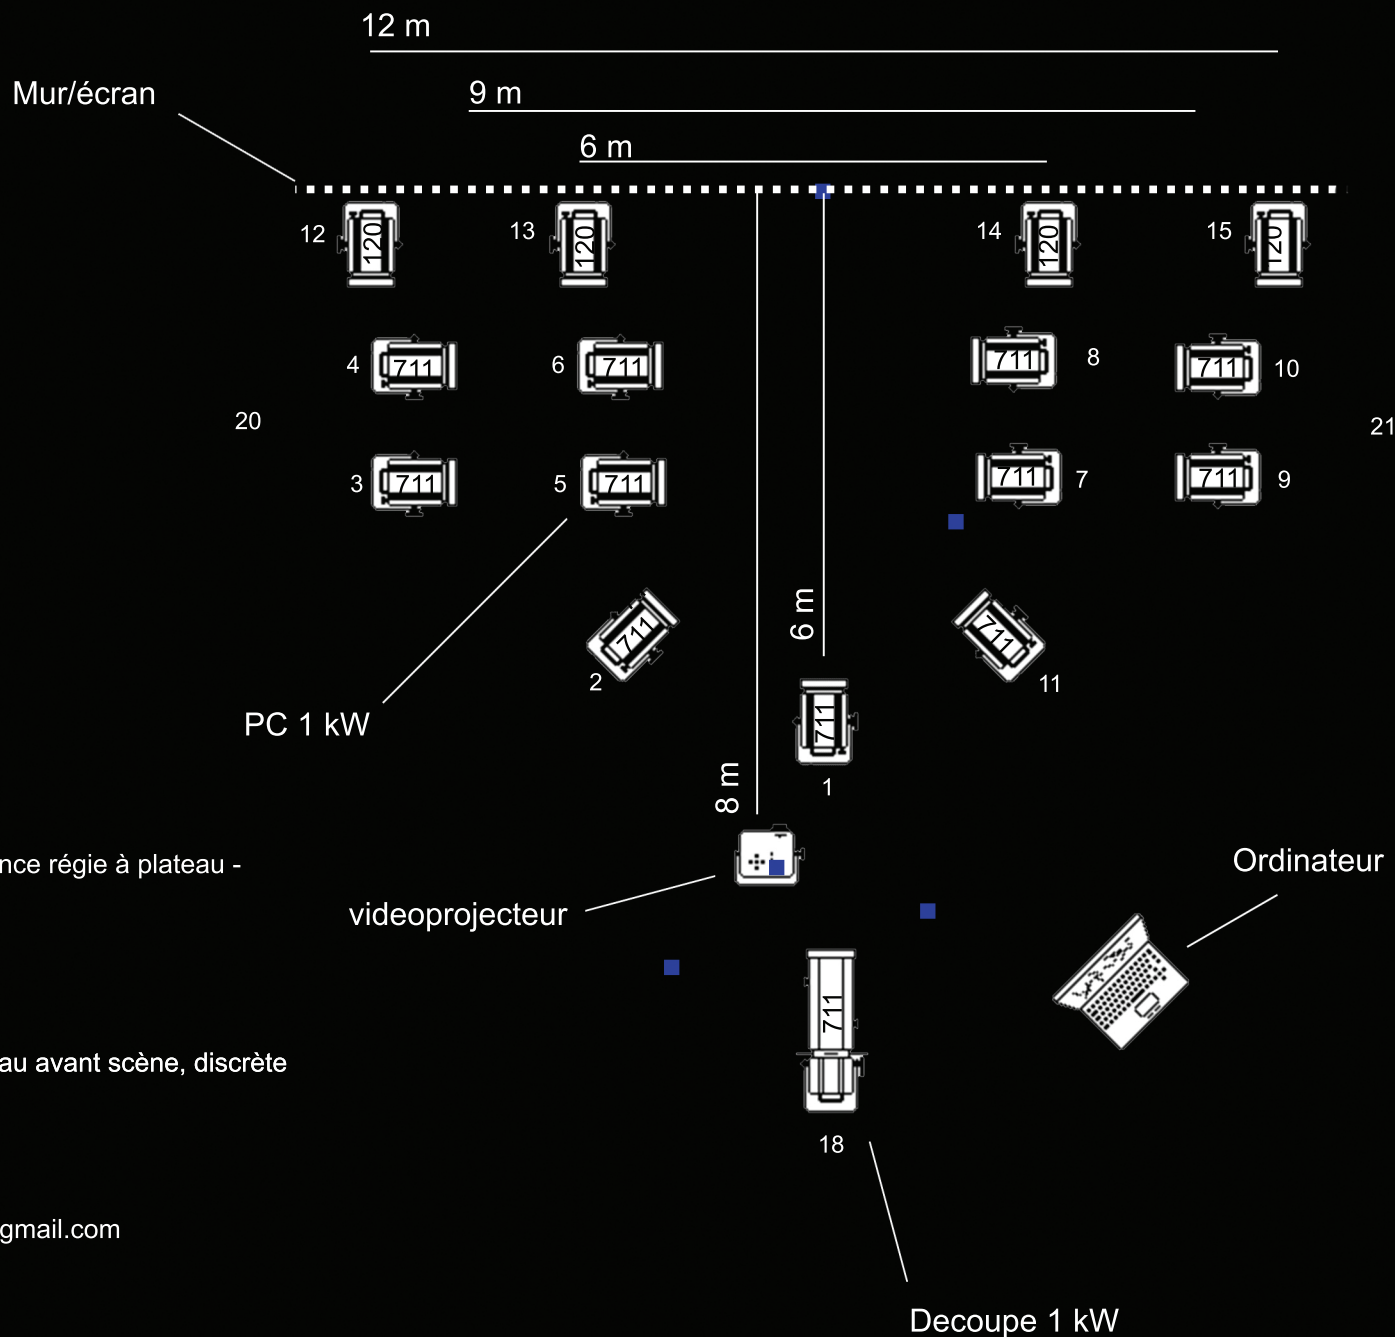 12 m
Mur/écran
9 m
6 m
12
120
13
120
14
120
15
120
4
711
6
711
711
8
711
10
20
21
3
711
5
711
711
7
711
9
711
2
6 m
711
11
PC 1 kW
711
1
8 m
nce régie à plateau -
videoprojecteur
Ordinateur
711
au avant scène, discrète
18
gmail.com
Decoupe 1 kW